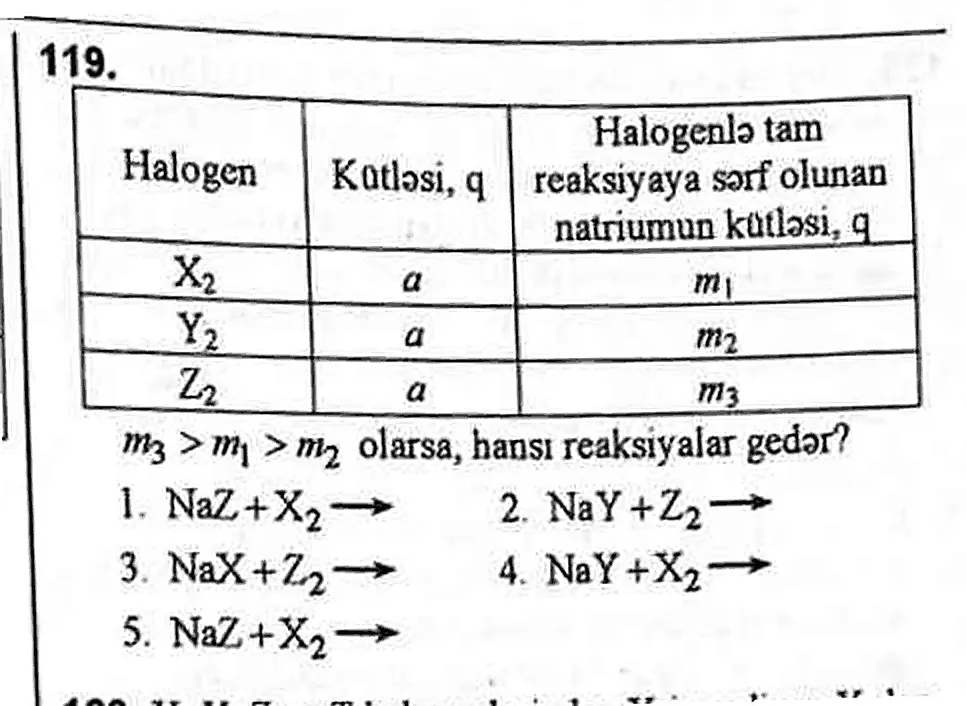 119.
Halogen Kütləsi, q Halogenlə tam reaksiyaya sərf olunan natriumun kütləsi, q
X₂ a m₁
Y₂ a m₂
Z₂ a m₃
m₃ > m₁ > m₂ olarsa, hansı reaksiyalar gedər?
1. NaZ+X₂ → 2. NaY+Z₂ →
3. NaX+Z₂ → 4. NaY+X₂ →
5. NaZ+X₂ →